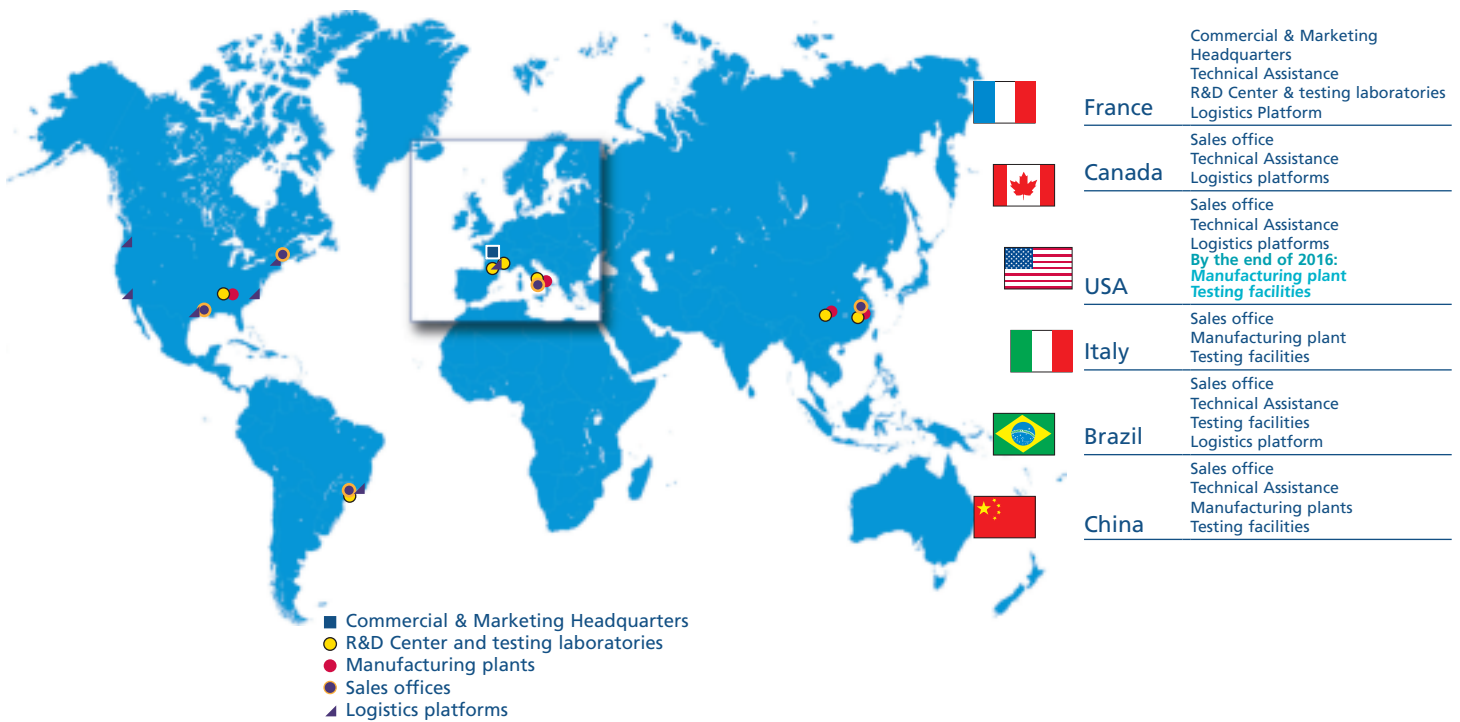 Commercial & Marketing
Headquarters
Technical Assistance
R&D Center & testing laboratories
Logistics Platform
France
Sales office
Technical Assistance
Logistics platforms
Canada
Sales office
Technical Assistance
Logistics platforms
By the end of 2016:
Manufacturing plant
Testing facilities
USA
Sales office
Manufacturing plant
Testing facilities
Italy
Sales office
Technical Assistance
Testing facilities
Logistics platform
Brazil
Sales office
Technical Assistance
Manufacturing plants
Testing facilities
China
Commercial & Marketing Headquarters
R&D Center and testing laboratories
Manufacturing plants
Sales offices
Logistics platforms